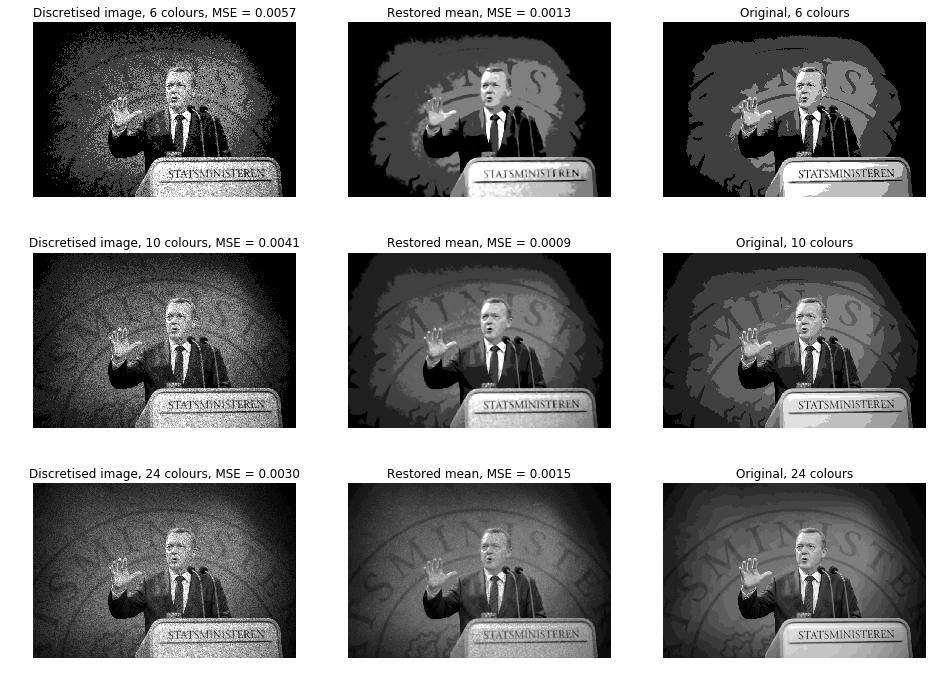 Discretised image, 6 colours, MSE = 0.0057
Restored mean, MSE = 0.0013
Original, 6 colours
STATSMINISTEREN
STATSMINISTEREN
STATSMINISTEREN
Discretised image, 10 colours, MSE = 0.0041
Restored mean, MSE = 0.0009
Original, 10 colours
STATSMINISTEREN
STATSMINISTEREN
STATSMINISTEREN
Discretised image, 24 colours, MSE = 0.0030
Restored mean, MSE = 0.0015
Original, 24 colours
STATSMINISTEREN
STATSMINISTEREN
STATSMINISTEREN